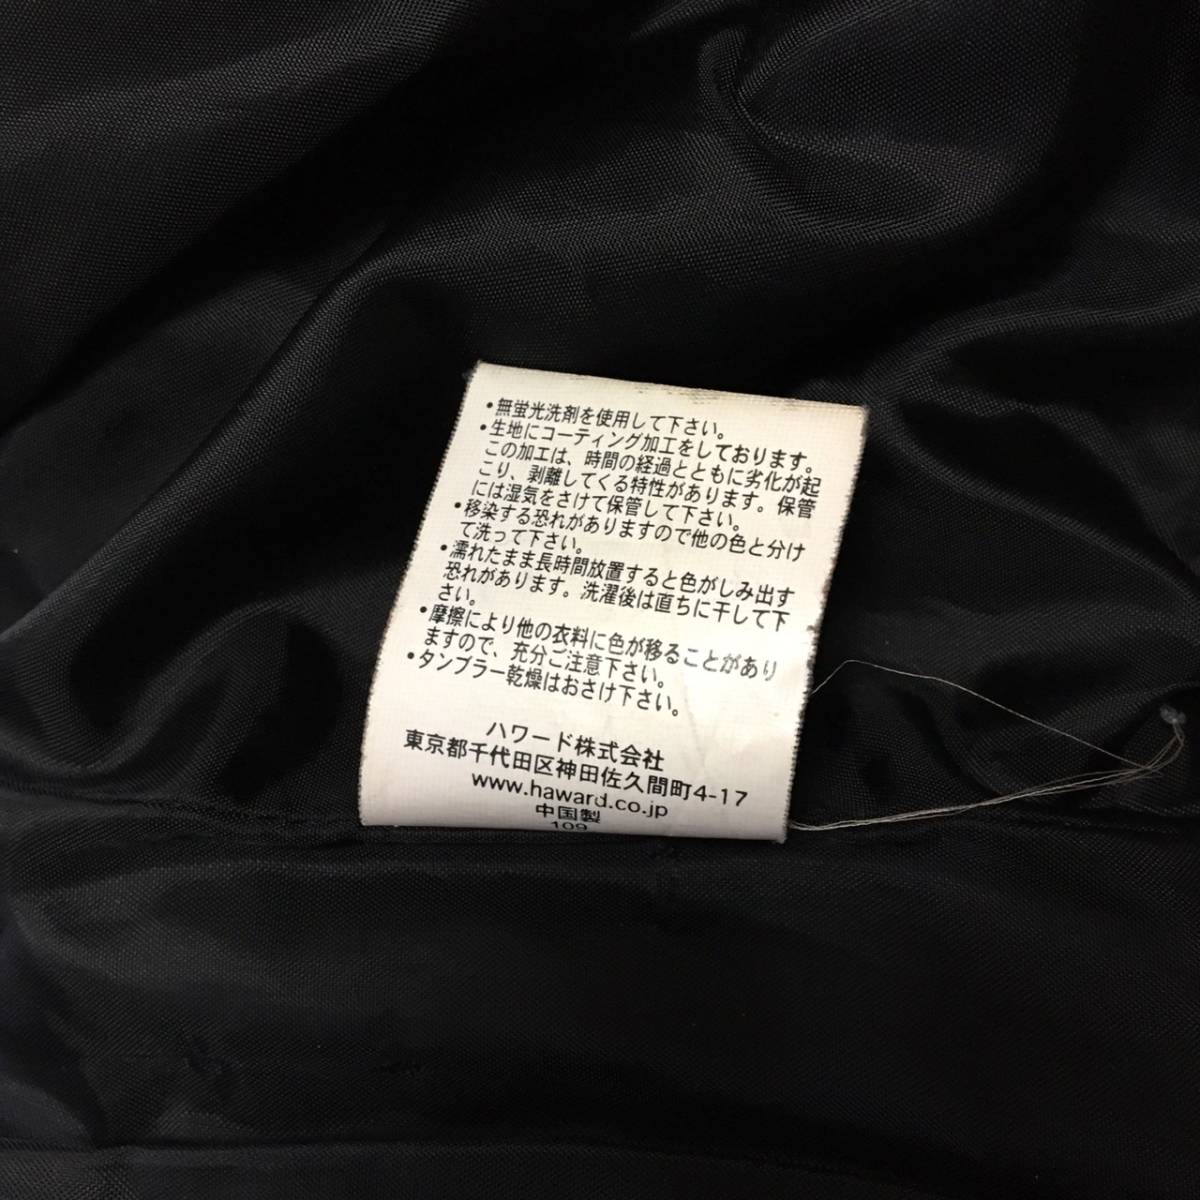 ・無蛍光洗剤を使用して下さい。
・生地にコーティング加工をしております。
この加工は、時間の経過とともに劣化が起
こり、剥離してくる特性があります。保管
には湿気をさけて保管して下さい。
・移染する恐れがありますので他の色と分け
て洗って下さい。
・濡れたまま長時間放置すると色がしみ出す
恐れがあります。洗濯後は直ちに干して下
さい。
・摩擦により他の衣料に色が移ることがあり
ますので、充分ご注意下さい。
・タンブラー乾燥はおさけ下さい。
ハワード株式会社
東京都千代田区神田佐久間町4-17
www.haward.co.jp
中国製
109